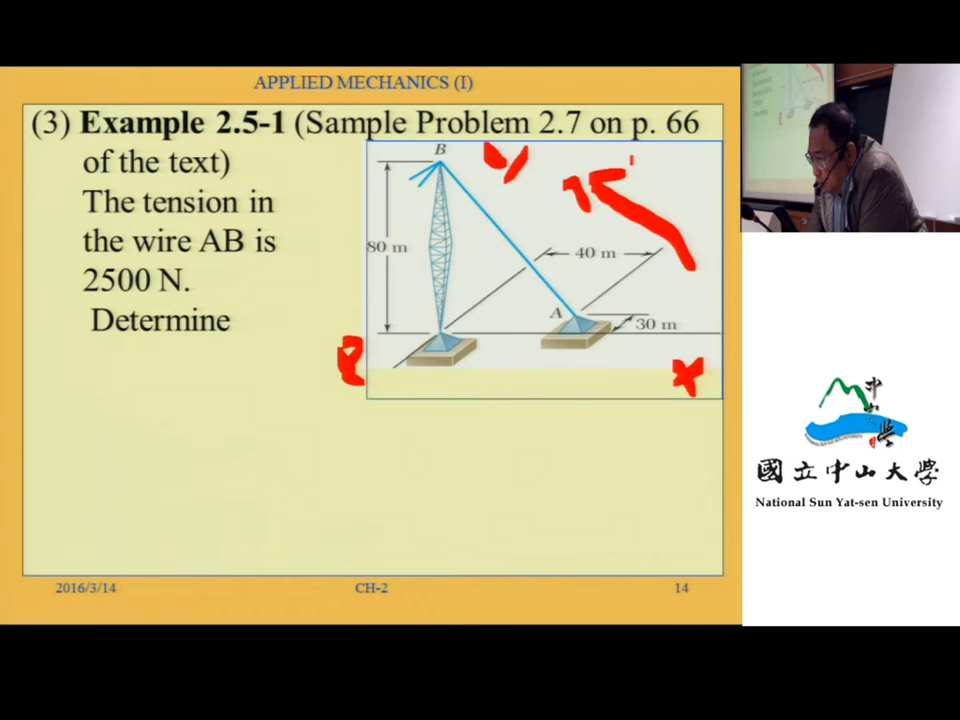 APPLIED MECHANICS (I)
(3) Example 2.5-1 (Sample Problem 2.7 on p. 66
of the text)
The tension in
the wire AB is
2500 N.
Determine
B
80 m
40 m
A
30 m
y
x
2016/3/14
CH-2
14
國立中山大學
National Sun Yat-sen University